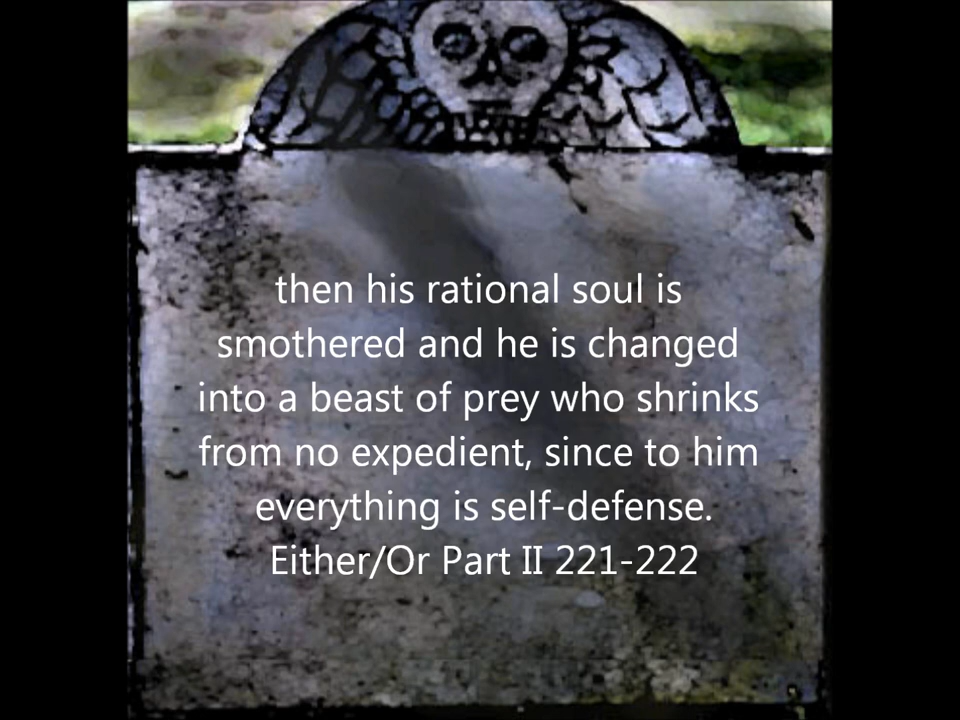 then his rational soul is
smothered and he is changed
into a beast of prey who shrinks
from no expedient, since to him
everything is self-defense.
Either/Or Part II 221-222